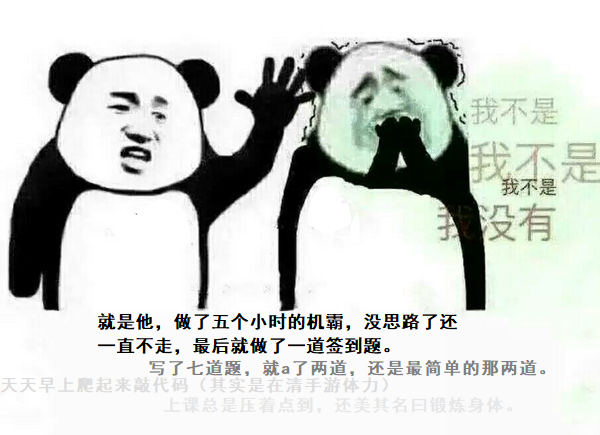 我不是
我不是
我不是
我没有
就是他，做了五个小时的机霸，没思路了还
一直不走，最后就做了一道签到题。
写了七道题，就a了两道，还是最简单的那两道。
天天早上爬起来敲代码（其实是在清手游体力）
上课总是压着点到，还美其名曰锻炼身体。